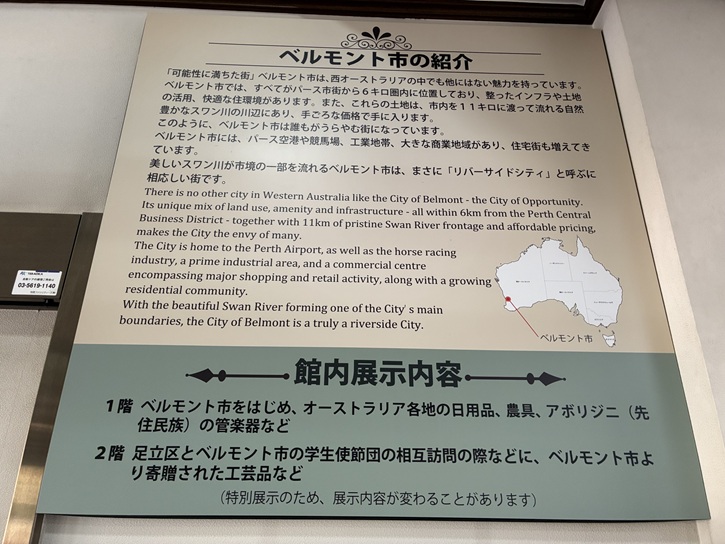 ベルモント市の紹介
「可能性に満ちた街」ベルモント市は、西オーストラリアの中でも他にはない魅力を持っています。
ベルモント市では、すべてがパース市街から６キロ圏内に位置しており、整ったインフラや土地
の活用、快適な住環境があります。また、これらの土地は、市内を１１キロに渡って流れる自然
豊かなスワン川の川辺にあり、手ごろな価格で手に入ります。
このように、ベルモント市は誰もがうらやむ街になっています。
ベルモント市には、パース空港や競馬場、工業地帯、大きな商業地域があり、住宅街も増えてき
ています。
美しいスワン川が市境の一部を流れるベルモント市は、まさに「リバーサイドシティ」と呼ぶに
相応しい街です。
There is no other city in Western Australia like the City of Belmont - the City of Opportunity.
Its unique mix of land use, amenity and infrastructure - all within 6km from the Perth Central
Business District - together with 11km of pristine Swan River frontage and affordable pricing,
makes the City the envy of many.
The City is home to the Perth Airport, as well as the horse racing
industry, a prime industrial area, and a commercial centre
encompassing major shopping and retail activity, along with a growing
residential community.
With the beautiful Swan River forming one of the City's main
boundaries, the City of Belmont is a truly a riverside City.
ベルモント市
03-5619-1140
館内展示内容
1階 ベルモント市をはじめ、オーストラリア各地の日用品、農具、アボリジニ（先
住民族）の管楽器など
2階 足立区とベルモント市の学生使節団の相互訪問の際などに、ベルモント市よ
り寄贈された工芸品など
（特別展示のため、展示内容が変わることがあります）